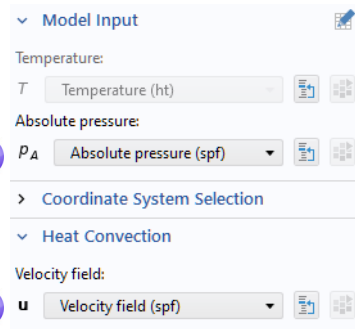 Model Input
Temperature:
T Temperature (ht)
Absolute pressure:
pA Absolute pressure (spf)
Coordinate System Selection
Heat Convection
Velocity field:
u Velocity field (spf)